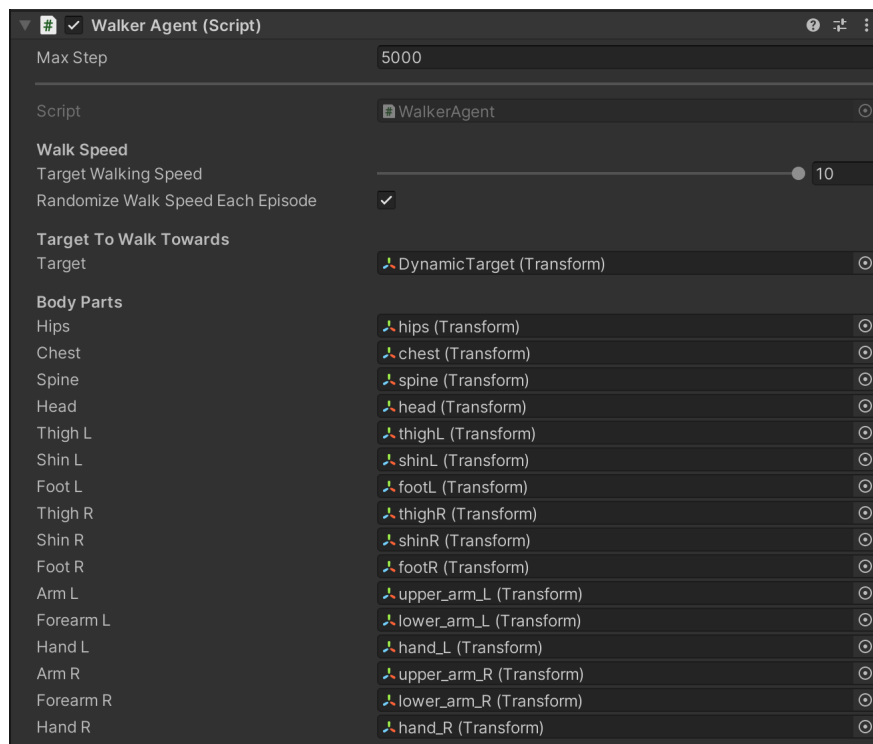 Walker Agent (Script)
Max Step 5000
Script WalkerAgent
Walk Speed
Target Walking Speed 10
Randomize Walk Speed Each Episode
Target To Walk Towards
Target DynamicTarget (Transform)
Body Parts
Hips hips (Transform)
Chest chest (Transform)
Spine spine (Transform)
Head head (Transform)
Thigh L thighL (Transform)
Shin L shinL (Transform)
Foot L footL (Transform)
Thigh R thighR (Transform)
Shin R shinR (Transform)
Foot R footR (Transform)
Arm L upper_arm_L (Transform)
Forearm L lower_arm_L (Transform)
Hand L hand_L (Transform)
Arm R upper_arm_R (Transform)
Forearm R lower_arm_R (Transform)
Hand R hand_R (Transform)